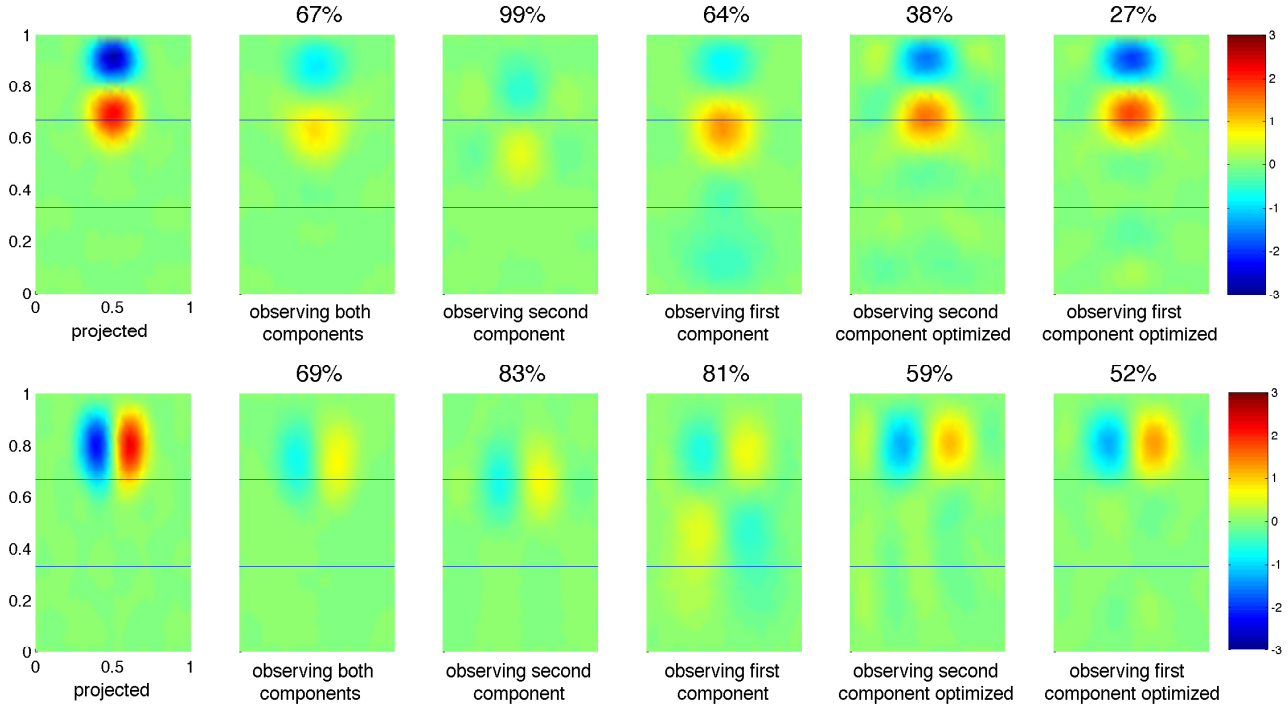 67% 99% 64% 38% 27%
1
0.8
0.6
0.4
0.2
0
0 0.5 1
3
2
1
0
-1
-2
-3
projected
observing both
components
observing second
component
observing first
component
observing second
component optimized
observing first
component optimized
69% 83% 81% 59% 52%
1
0.8
0.6
0.4
0.2
0
0 0.5 1
3
2
1
0
-1
-2
-3
projected
observing both
components
observing second
component
observing first
component
observing second
component optimized
observing first
component optimized